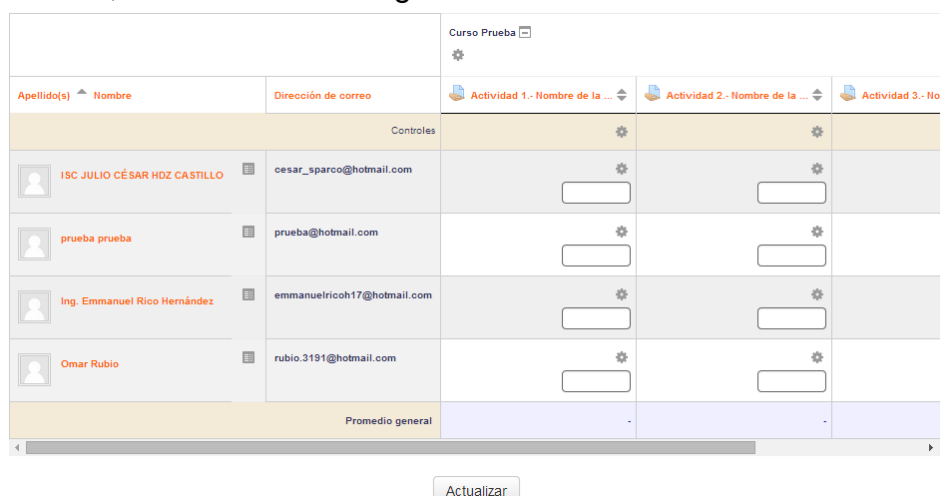 Curso Prueba
Apellido(s) Nombre Dirección de correo Actividad 1.- Nombre de la ... Actividad 2.- Nombre de la ... Actividad 3.- No
Controles
ISC JULIO CÉSAR HDZ CASTILLO cesar_sparco@hotmail.com
prueba prueba prueba@hotmail.com
Ing. Emmanuel Rico Hernández emmanuelricoh17@hotmail.com
Omar Rubio rubio.3191@hotmail.com
Promedio general - -
Actualizar